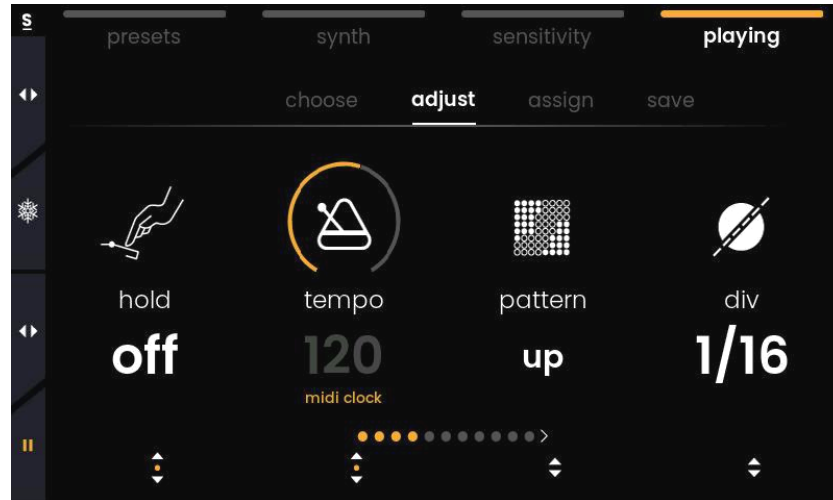 S
presets synth sensitivity playing
choose adjust assign save
hold tempo pattern div
off 120 up 1/16
midi clock